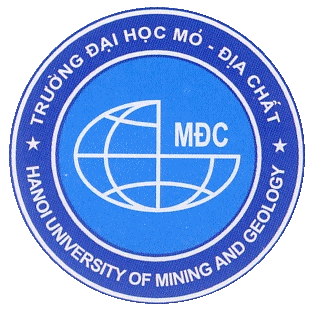 TRƯỜNG ĐẠI HỌC MỎ - ĐỊA CHẤT
MĐC
HANOI UNIVERSITY OF MINING AND GEOLOGY